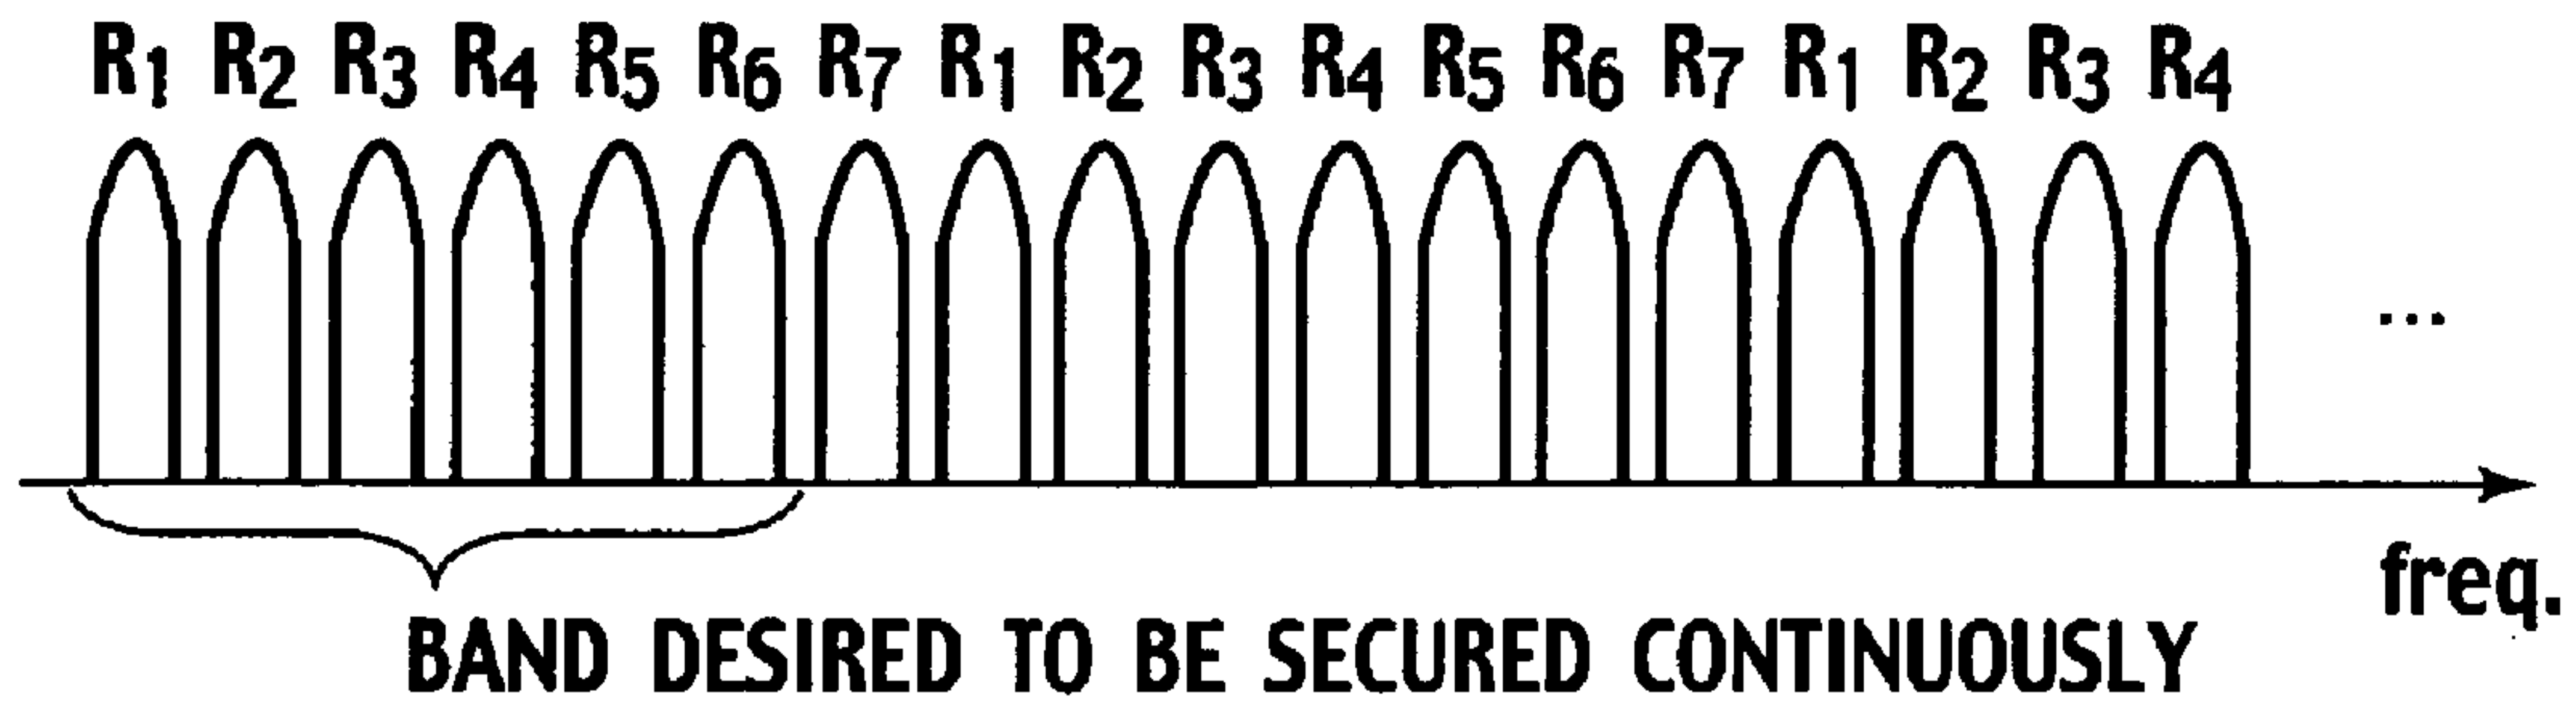 R1 R2 R3 R4 R5 R6 R7 R1 R2 R3 R4 R5 R6 R7 R1 R2 R3 R4
...
freq.
BAND DESIRED TO BE SECURED CONTINUOUSLY